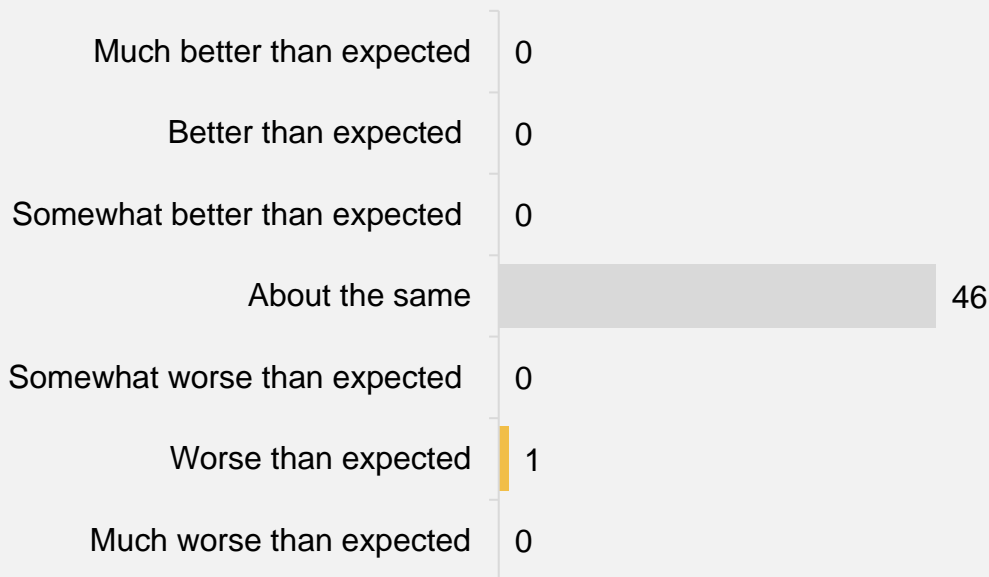 Much better than expected 0
Better than expected 0
Somewhat better than expected 0
About the same 46
Somewhat worse than expected 0
Worse than expected 1
Much worse than expected 0